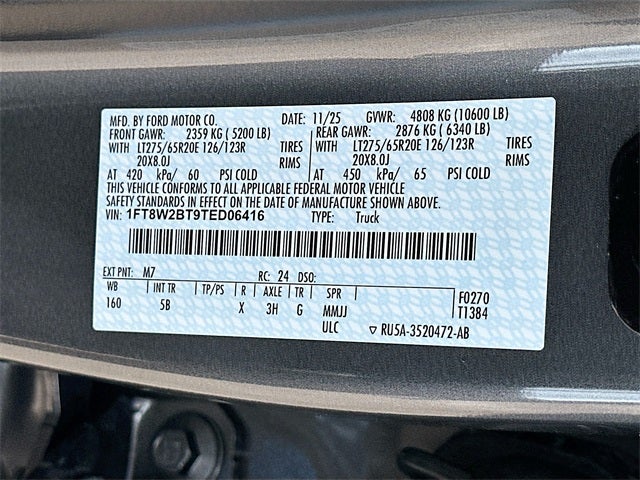 MFD. BY FORD MOTOR CO. DATE: 11/25 GVWR: 4808 KG (10600 LB)
FRONT GAWR: 2359 KG ( 5200 LB) REAR GAWR: 2876 KG ( 6340 LB)
WITH LT275/65R20E 126/123R TIRES WITH LT275/65R20E 126/123R TIRES
20X8.0J RIMS 20X8.0J RIMS
AT 420 kPa/ 60 PSI COLD AT 450 kPa/ 65 PSI COLD
THIS VEHICLE CONFORMS TO ALL APPLICABLE FEDERAL MOTOR VEHICLE
SAFETY STANDARDS IN EFFECT ON THE DATE OF MANUFACTURE SHOWN ABOVE.
VIN: 1FT8W2BT9TED06416 TYPE: Truck
EXT PNT: M7 RC: 24 DSO:
WB INT TR TP/PS R AXLE TR SPR F0270
160 5B X 3H G MMJJ T1384
ULC ▽ RU5A-3520472-AB